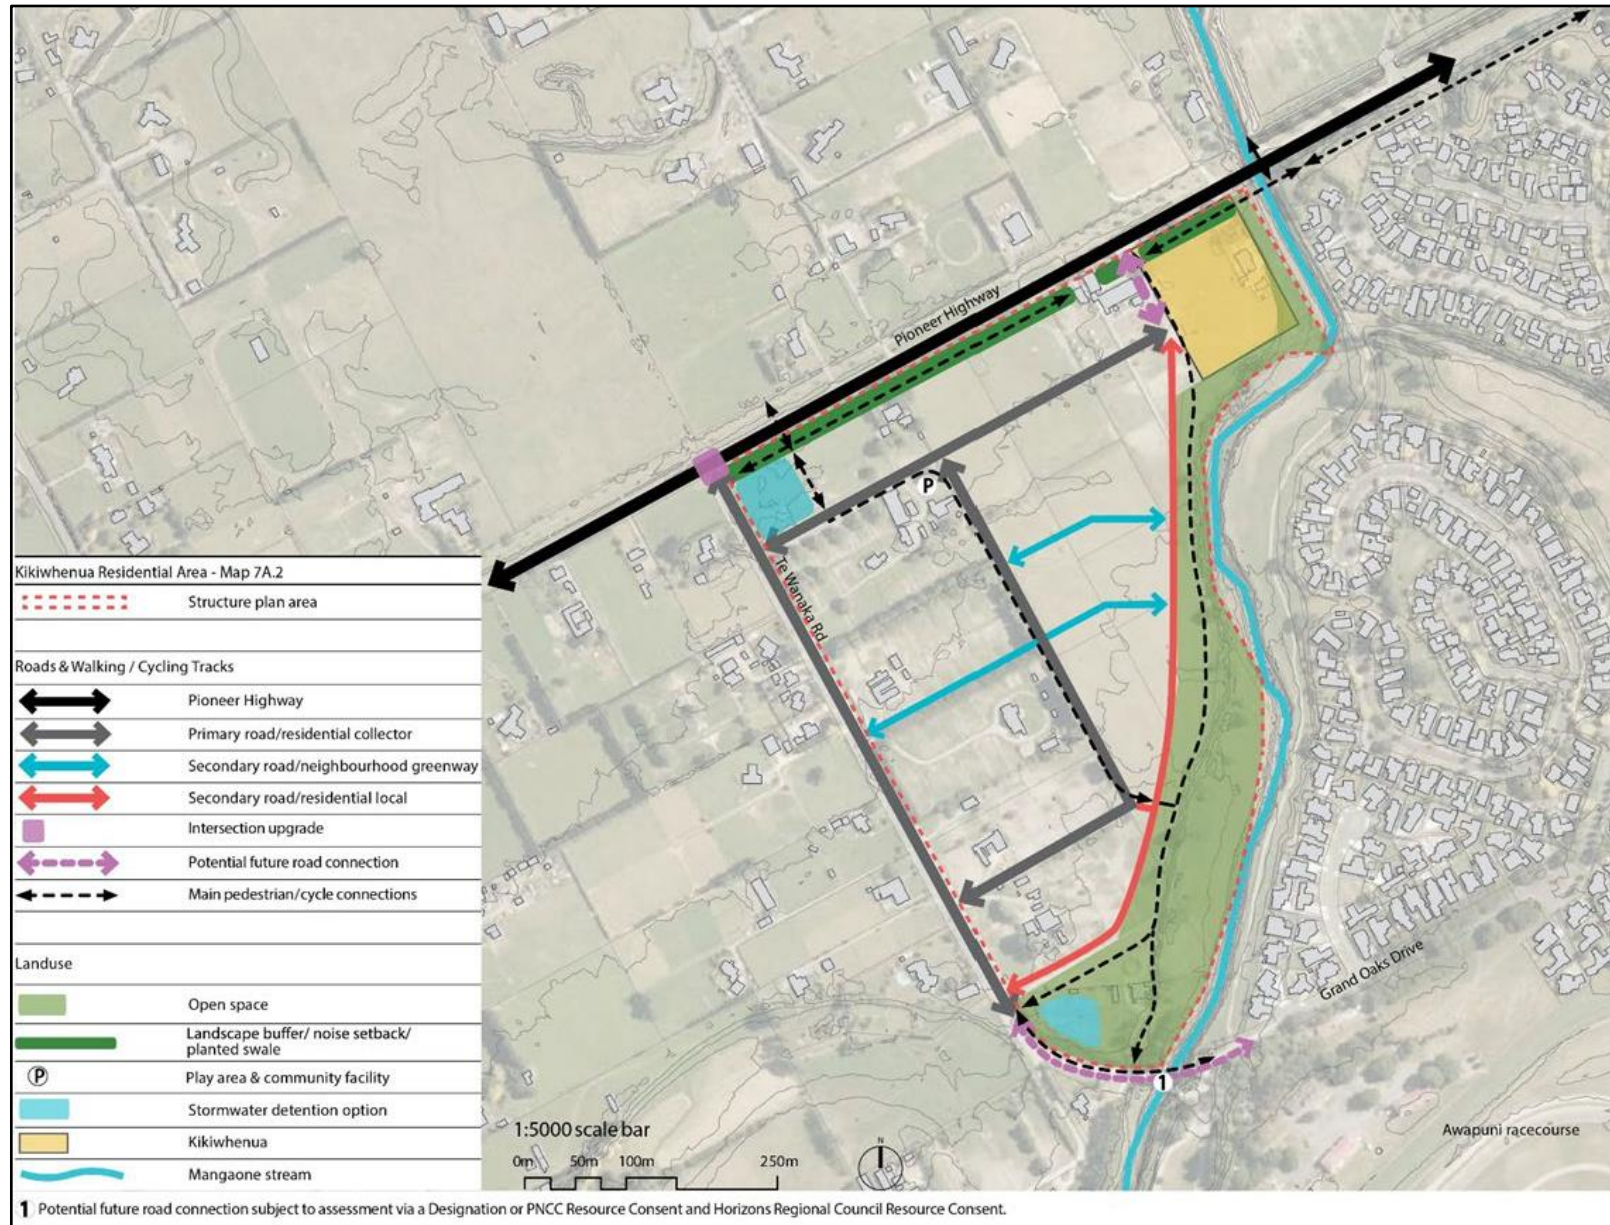 Pioneer Highway
P
Te Wanaka Rd
Grand Oaks Drive
1
Awapuni racecourse
Kikiwhenua Residential Area - Map 7A.2
Structure plan area
Roads & Walking / Cycling Tracks
Pioneer Highway
Primary road/residential collector
Secondary road/neighbourhood greenway
Secondary road/residential local
Intersection upgrade
Potential future road connection
Main pedestrian/cycle connections
Landuse
Open space
Landscape buffer/ noise setback/
planted swale
P Play area & community facility
Stormwater detention option
Kikiwhenua
Mangaone stream
1:5000 scale bar
0m 50m 100m 250m
N
1 Potential future road connection subject to assessment via a Designation or PNCC Resource Consent and Horizons Regional Council Resource Consent.